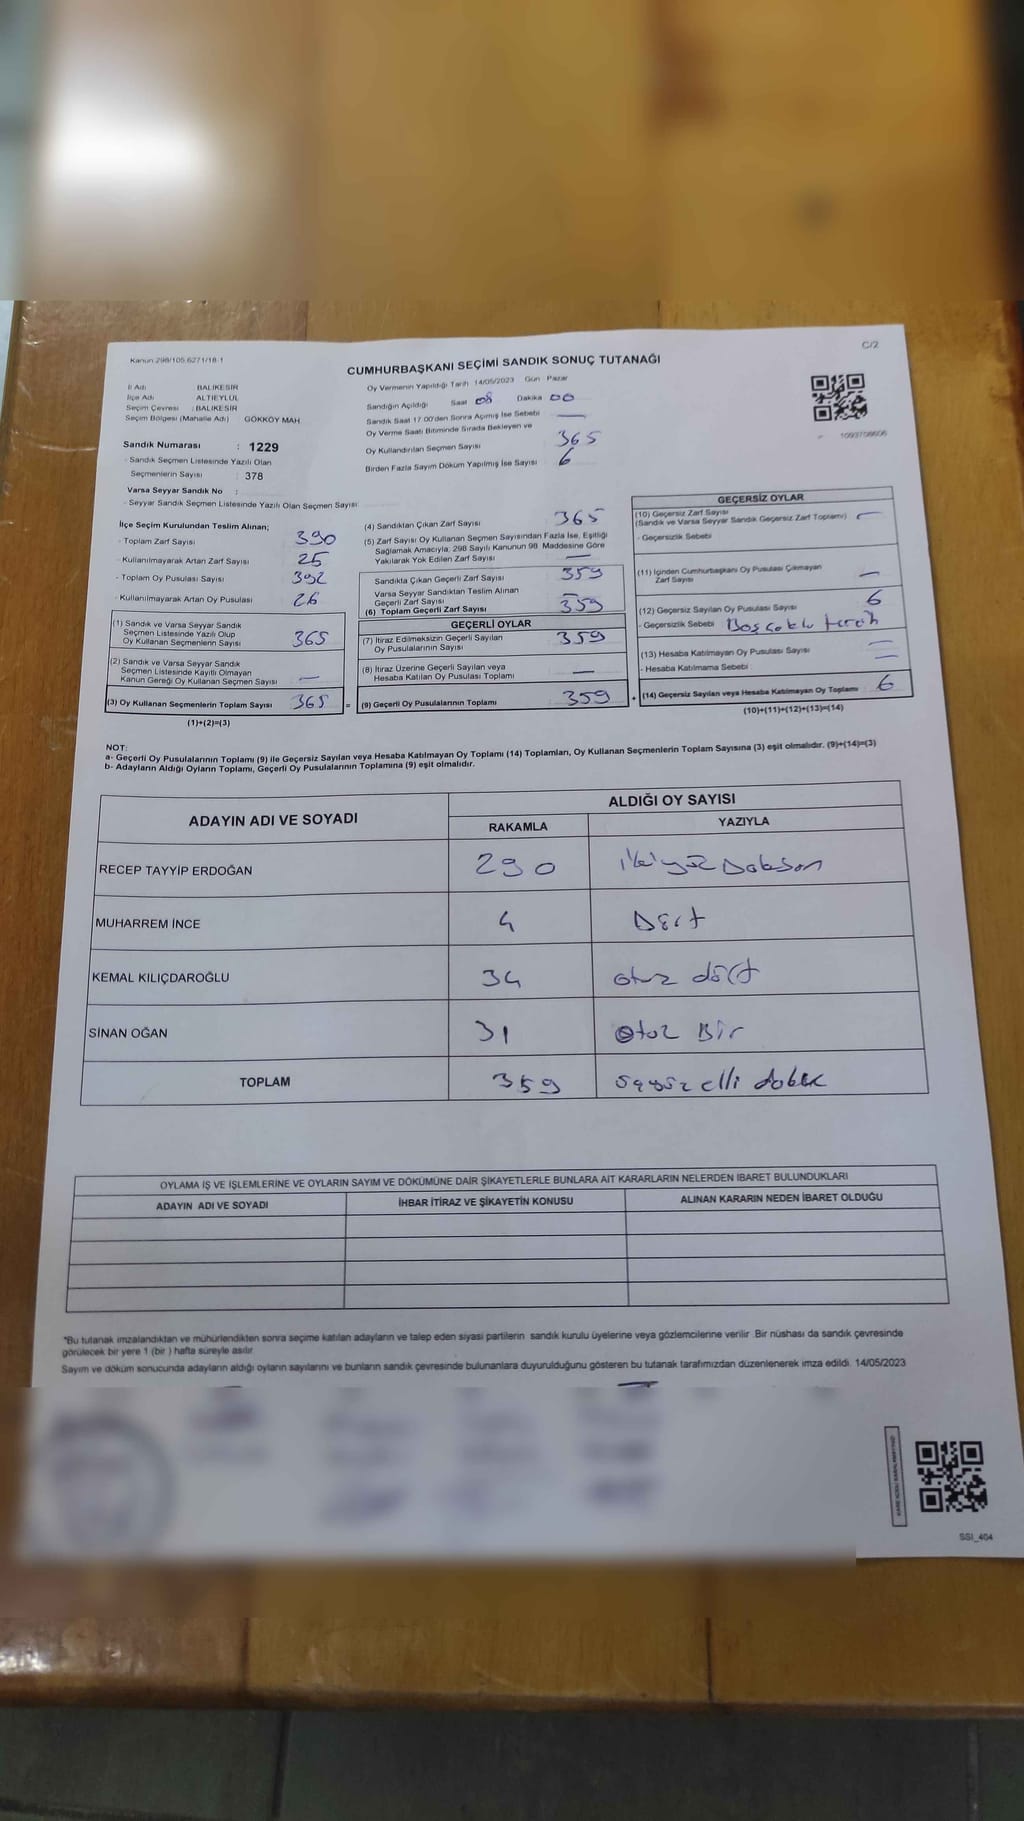 Kanun 298/105.6271/18.1
C/2
CUMHURBAŞKANI SEÇİMİ SANDIK SONUÇ TUTANAĞI
İl Adı BALIKESİR
İlçe Adı ALTIEYLÜL
Seçim Çevresi : BALIKESİR
Seçim Bölgesi (Mahalle Adı) GÖKKÖY MAH.
Sandık Numarası : 1229
- Sandık Seçmen Listesinde Yazılı Olan
Seçmenlerin Sayısı : 378
Varsa Seyyar Sandık No :
- Seyyar Sandık Seçmen Listesinde Yazılı Olan Seçmen Sayısı
Oy Vermenin Yapıldığı Tarih 14/05/2023 Gün Pazar
Sandığın Açıldığı Saat 08 Dakika 00
Sandık Saat 17.00'den Sonra Açımış İse Sebebi —
Oy Verme Saati Bitiminde Sırada Bekleyen ve
Oy Kullandırılan Seçmen Sayısı 365
Birden Fazla Sayım Döküm Yapılmış İse Sayısı 6
1093708606
İlçe Seçim Kurulundan Teslim Alınan;
- Toplam Zarf Sayısı 390
- Kullanılmayarak Artan Zarf Sayısı 25
- Toplam Oy Pusulası Sayısı 392
- Kullanılmayarak Artan Oy Pusulası 26
(1) Sandık ve Varsa Seyyar Sandık
Seçmen Listesinde Yazılı Olup
Oy Kullanan Seçmenlerin Sayısı 365
(2) Sandık ve Varsa Seyyar Sandık
Seçmen Listesinde Kayıtlı Olmayan
Kanun Gereği Oy Kullanan Seçmen Sayısı —
(3) Oy Kullanan Seçmenlerin Toplam Sayısı 365 =
(1)+(2)=(3)
(4) Sandıktan Çıkan Zarf Sayısı 365
(5) Zarf Sayısı Oy Kullanan Seçmen Sayısından Fazla İse, Eşitliği
Sağlamak Amacıyla, 298 Sayılı Kanunun 98. Maddesine Göre
Yakılarak Yok Edilen Zarf Sayısı —
Sandıkla Çıkan Geçerli Zarf Sayısı 359
Varsa Seyyar Sandıktan Teslim Alınan
Geçerli Zarf Sayısı —
(6) Toplam Geçerli Zarf Sayısı 359
GEÇERLİ OYLAR
(7) İtiraz Edilmeksizin Geçerli Sayılan
Oy Pusulalarının Sayısı 359
(8) İtiraz Üzerine Geçerli Sayılan veya
Hesaba Katılan Oy Pusulası Toplamı —
(9) Geçerli Oy Pusulalarının Toplamı 359 +
GEÇERSİZ OYLAR
(10) Geçersiz Zarf Sayısı
(Sandık ve Varsa Seyyar Sandık Geçersiz Zarf Toplamı) —
- Geçersizlik Sebebi
(11) İçinden Cumhurbaşkanı Oy Pusulası Çıkmayan
Zarf Sayısı —
(12) Geçersiz Sayılan Oy Pusulası Sayısı 6
- Geçersizlik Sebebi
(13) Hesaba Katılmayan Oy Pusulası Sayısı —
- Hesaba Katılmama Sebebi : —
(14) Geçersiz Sayılan veya Hesaba Katılmayan Oy Toplamı 6
(10)+(11)+(12)+(13)=(14)
NOT:
a- Geçerli Oy Pusulalarının Toplamı (9) ile Geçersiz Sayılan veya Hesaba Katılmayan Oy Toplamı (14) Toplamları, Oy Kullanan Seçmenlerin Toplam Sayısına (3) eşit olmalıdır. (9)+(14)=(3)
b- Adayların Aldığı Oyların Toplamı, Geçerli Oy Pusulalarının Toplamına (9) eşit olmalıdır.
ADAYIN ADI VE SOYADI
ALDIĞI OY SAYISI
RAKAMLA YAZIYLA
RECEP TAYYİP ERDOĞAN 290 ikiyüz Doksan
MUHARREM İNCE 4 Dört
KEMAL KILIÇDAROĞLU 34 otuz dört
SİNAN OĞAN 31 otuz Bir
TOPLAM 359 elli
OYLAMA İŞ VE İŞLEMLERİNE VE OYLARIN SAYIM VE DÖKÜMÜNE DAİR ŞİKAYETLERLE BUNLARA AİT KARARLARIN NELERDEN İBARET BULUNDUKLARI
ADAYIN ADI VE SOYADI İHBAR İTİRAZ VE ŞİKAYETİN KONUSU ALINAN KARARIN NEDEN İBARET OLDUĞU
"Bu tutanak imzalandıktan ve mühürlendikten sonra seçime katılan adayların ve talep eden siyasi partilerin sandık kurulu üyelerine veya gözlemcilerine verilir .Bir nüshası da sandık çevresinde
görülecek bir yere 1 (bir ) hafta süreyle asılır.
Sayım ve döküm sonucunda adayların aldığı oyların sayılarını ve bunların sandık çevresinde bulunanlara duyurulduğunu gösteren bu tutanak tarafımızdan düzenlenerek imza edildi. 14/05/2023
SSI_404